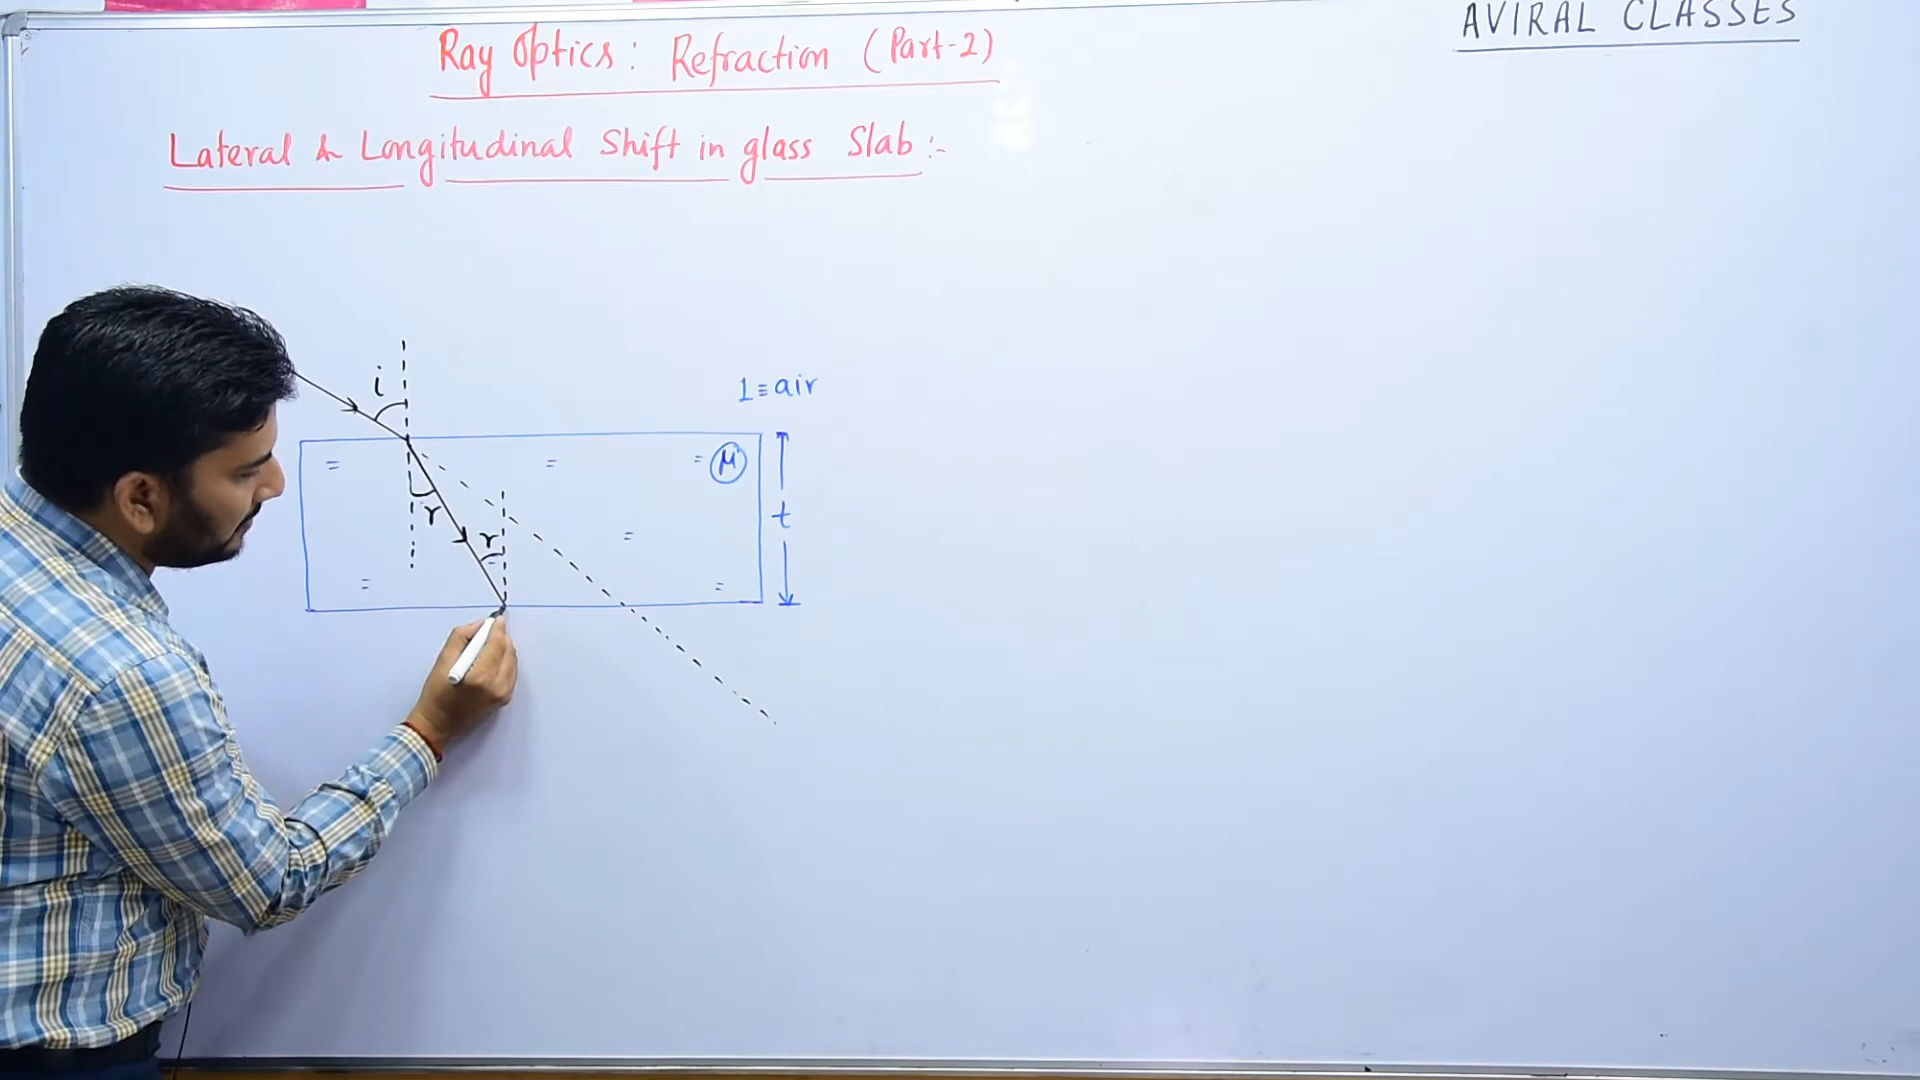 AVIRAL CLASSES
Ray Optics: Refraction (Part-2)
Lateral & Longitudinal Shift in glass Slab :-
i
1 ≡ air
μ
r
t
r